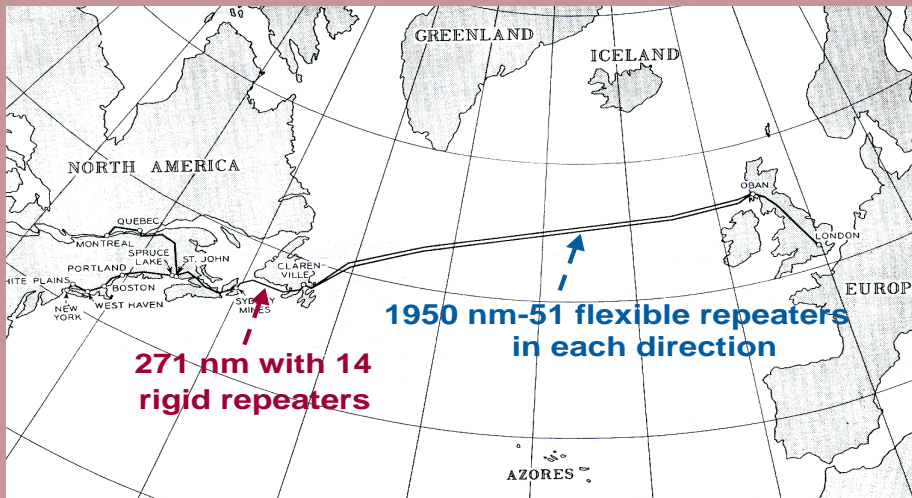 GREENLAND
ICELAND
NORTH AMERICA
OBAN
QUEBEC
MONTREAL
SPRUCE
LAKE
ST. JOHN
CLAREN-
VILLE
LONDON
PORTLAND
HITE PLAINS
BOSTON
WEST HAVEN
NEW
YORK
SYDNEY
MINES
EUROP
1950 nm-51 flexible repeaters
in each direction
271 nm with 14
rigid repeaters
AZORES